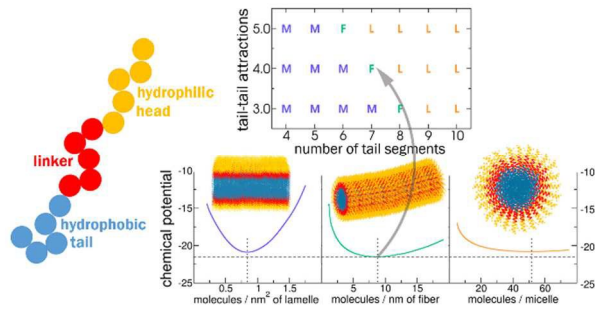 hydrophilic
head
linker
hydrophobic
tail
tail-tail attractions
5.0 M M F L L L L
4.0 M M M F L L L
3.0 M M M M F L L
4 5 6 7 8 9 10
number of tail segments
chemical potential
-10
-15
-20
-25
0.5 1.0 1.5
molecules / nm² of lamelle
5 10 15
molecules / nm of fiber
20 40 60
molecules / micelle
-10
-15
-20
-25